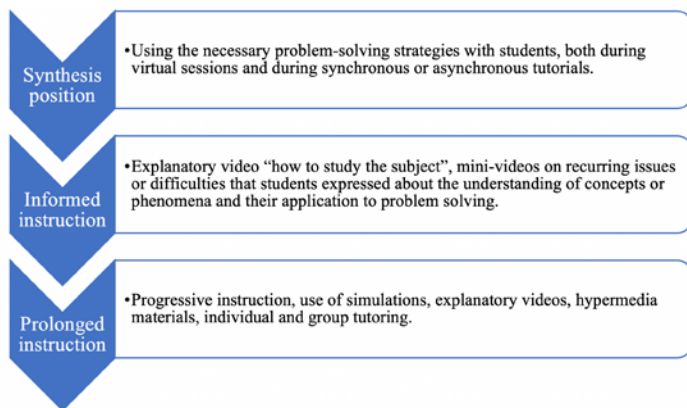 Synthesis
position
•Using the necessary problem-solving strategies with students, both during
virtual sessions and during synchronous or asynchronous tutorials.
Informed
instruction
•Explanatory video “how to study the subject”, mini-videos on recurring issues
or difficulties that students expressed about the understanding of concepts or
phenomena and their application to problem solving.
Prolonged
instruction
•Progressive instruction, use of simulations, explanatory videos, hypermedia
materials, individual and group tutoring.